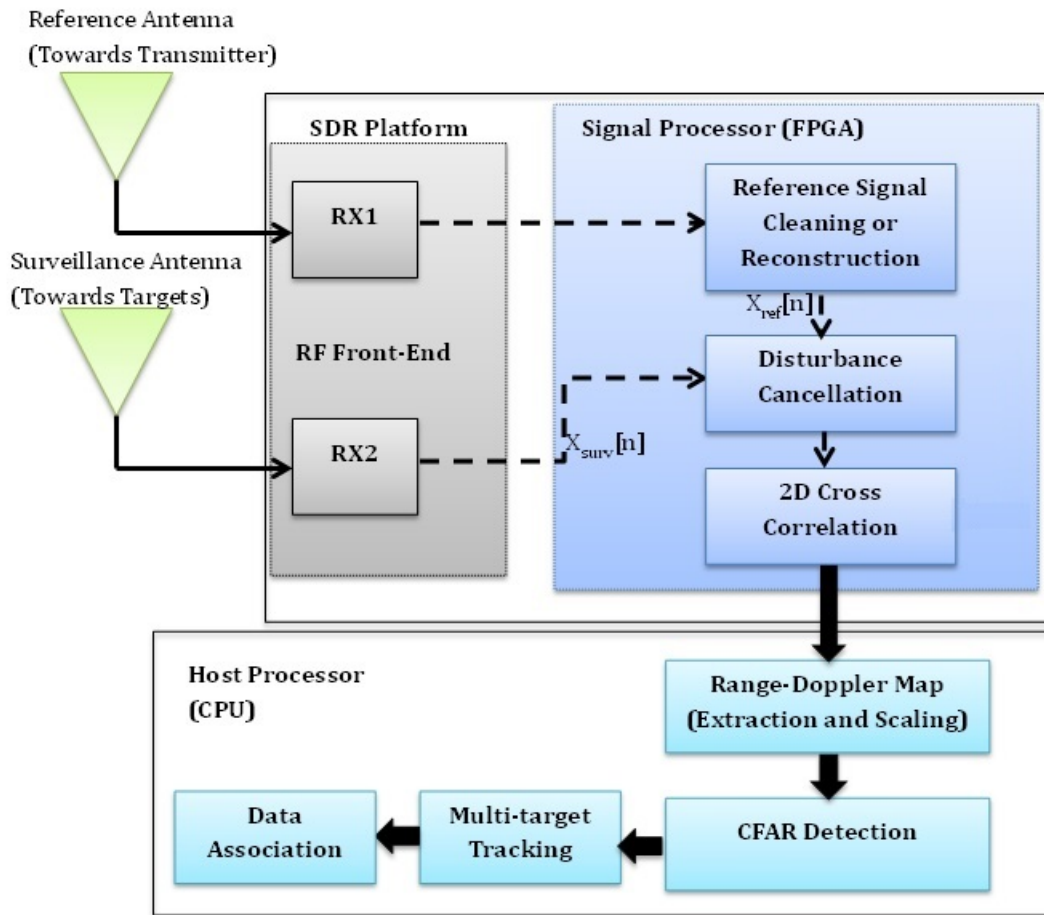 Reference Antenna
(Towards Transmitter)
SDR Platform
Signal Processor (FPGA)
RX1
Reference Signal
Cleaning or
Reconstruction
Surveillance Antenna
(Towards Targets)
X_ref[n]
RF Front-End
Disturbance
Cancellation
RX2
X_surv[n]
2D Cross
Correlation
Host Processor
(CPU)
Range-Doppler Map
(Extraction and Scaling)
CFAR Detection
Multi-target
Tracking
Data
Association